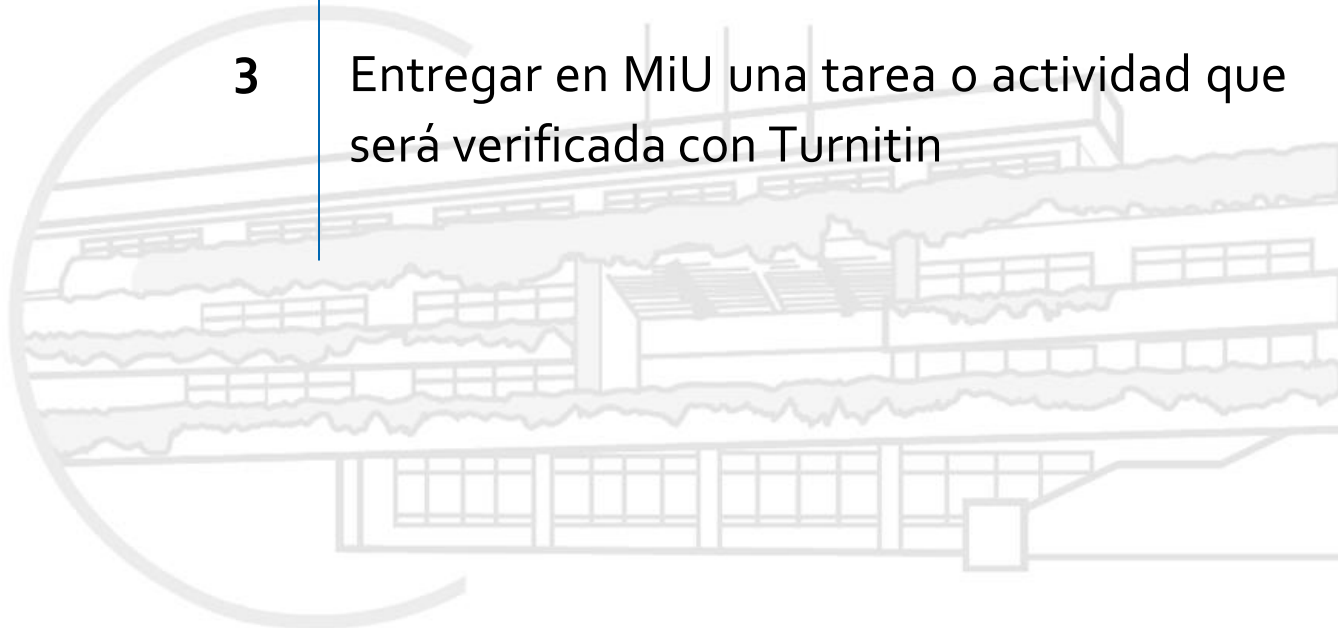 3
Entregar en MiU una tarea o actividad que
será verificada con Turnitin